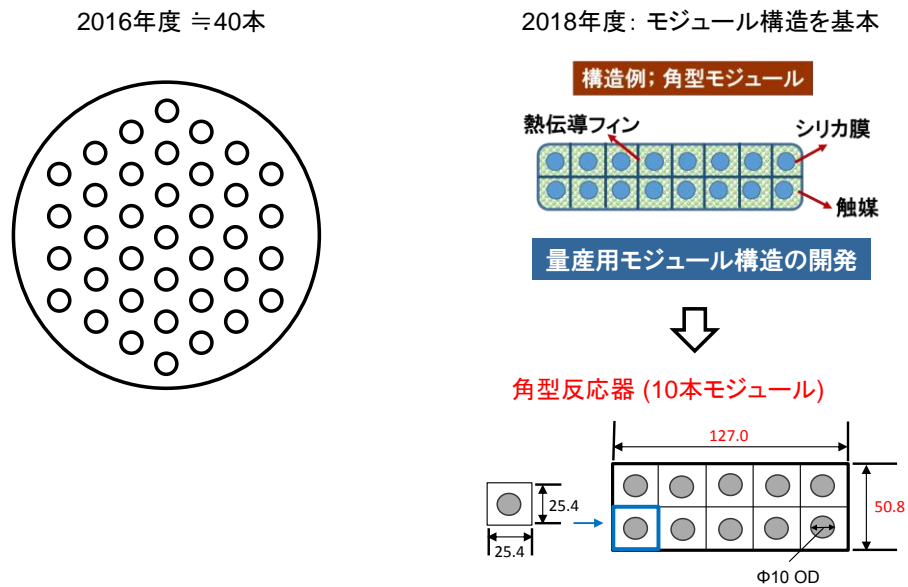 2016年度 ≒40本
2018年度：モジュール構造を基本
構造例；角型モジュール
熱伝導フィン
シリカ膜
触媒
量産用モジュール構造の開発
角型反応器 (10本モジュール)
127.0
50.8
25.4
25.4
Φ10 OD